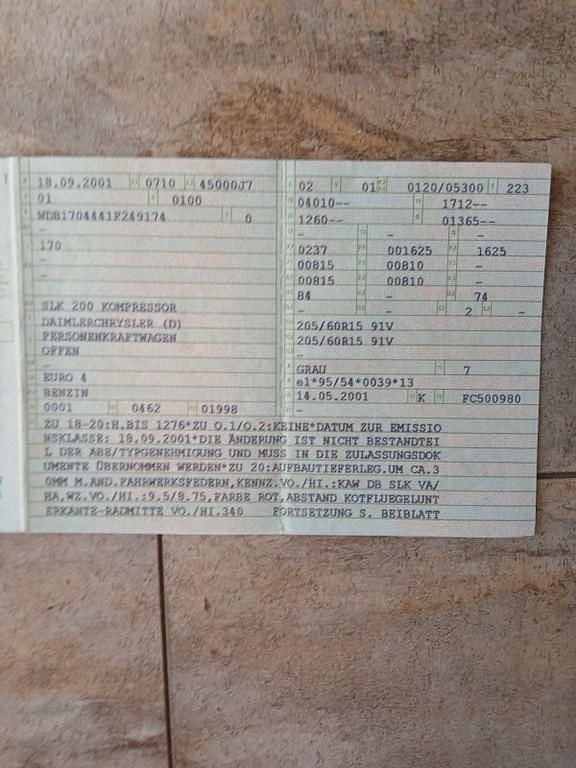 18.09.2001 0710 45000J7
01 0100
WDB1704441F249174 0
-
170
-
-
SLK 200 KOMPRESSOR
DAIMLERCHRYSLER (D)
PERSONENKRAFTWAGEN
OFFEN
-
EURO 4
BENZIN
0001 0462 01998
02 01 0120/05300 223
04010-- 1712--
1260-- 01365--
- - -
0237 001625 1625
00815 00810 -
00815 00810 -
84 - 74
- - 2 -
205/60R15 91V
205/60R15 91V
-
GRAU 7
e1*95/54*0039*13
14.05.2001 K FC500980
-
ZU 18-20:H.BIS 1276*ZU O.1/O.2:KEINE*DATUM ZUR EMISSIO
NSKLASSE: 18.09.2001*DIE ÄNDERUNG IST NICHT BESTANDTEI
L DER ABE/TYPGENEHMIGUNG UND MUSS IN DIE ZULASSUNGSDOK
UMENTE ÜBERNOMMEN WERDEN*ZU 20:AUFBAUTIEFERLEG.UM CA.3
0MM M.AND.FAHRWERKSFEDERN,KENNZ.VO./HI.:KAW DB SLK VA/
HA,WZ.VO./HI.:9.5/8.75,FARBE ROT,ABSTAND KOTFLUEGELUNT
ERKANTE-RADMITTE VO./HI.340 FORTSETZUNG S. BEIBLATT